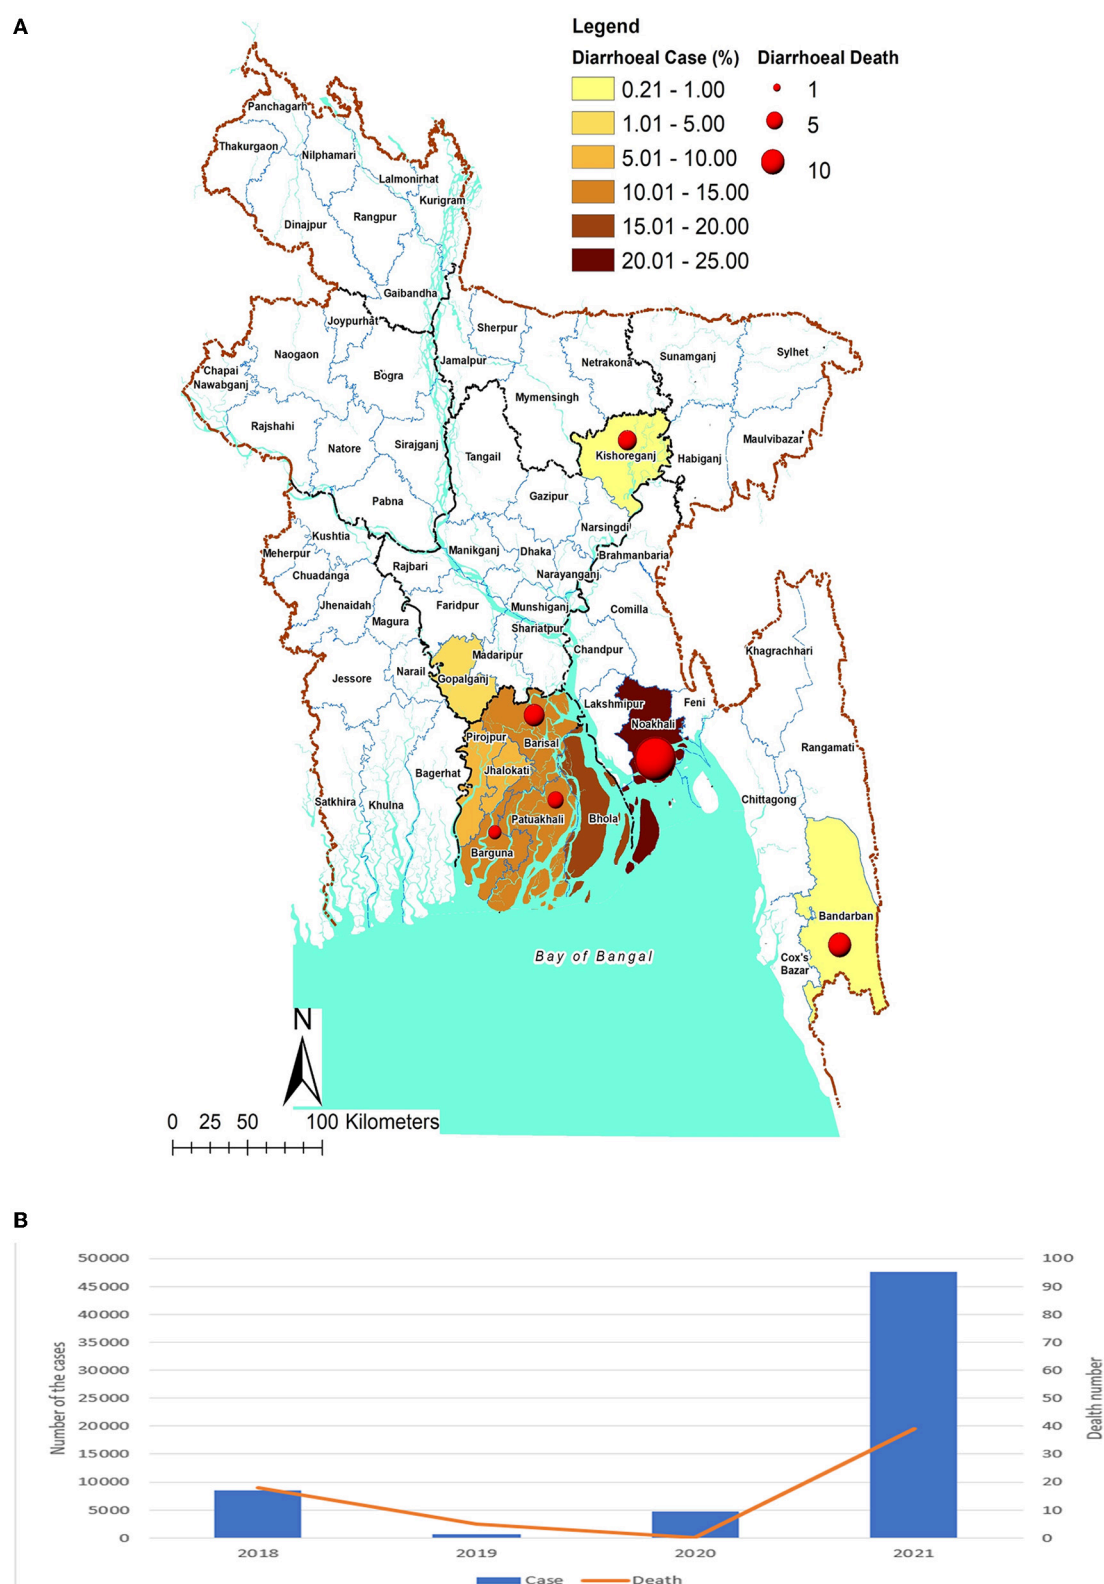 A
Legend
Diarrhoeal Case (%) Diarrhoeal Death
0.21 - 1.00 1
1.01 - 5.00 5
5.01 - 10.00 10
10.01 - 15.00
15.01 - 20.00
20.01 - 25.00
Panchagarh
Thakurgaon
Nilphamari
Lalmonirhat
Kurigram
Rangpur
Dinajpur
Gaibandha
Joypurhat
Sherpur
Naogaon
Jamalpur
Netrakona
Sunamganj
Sylhet
Chapai
Nawabganj
Bogra
Mymensingh
Rajshahi
Natore
Sirajganj
Tangail
Kishoreganj
Habiganj
Maulvibazar
Pabna
Gazipur
Narsingdi
Kushtia
Meherpur
Manikganj
Dhaka
Brahmanbaria
Chuadanga
Rajbari
Narayanganj
Jhenaidah
Faridpur
Munshiganj
Comilla
Magura
Shariatpur
Madaripur
Chandpur
Khagrachhari
Jessore
Narail
Gopalganj
Lakshmipur
Feni
Noakhali
Pirojpur
Barisal
Rangamati
Bagerhat
Jhalokati
Satkhira
Khulna
Patuakhali
Bhola
Chittagong
Barguna
Bandarban
Bay of Bangal
Cox's
Bazar
N
0 25 50 100 Kilometers
B
50000 100
45000 90
40000 80
35000 70
30000 60
25000 50
20000 40
15000 30
10000 20
5000 10
0 0
Number of the cases
Dealth number
2018 2019 2020 2021
Case Death